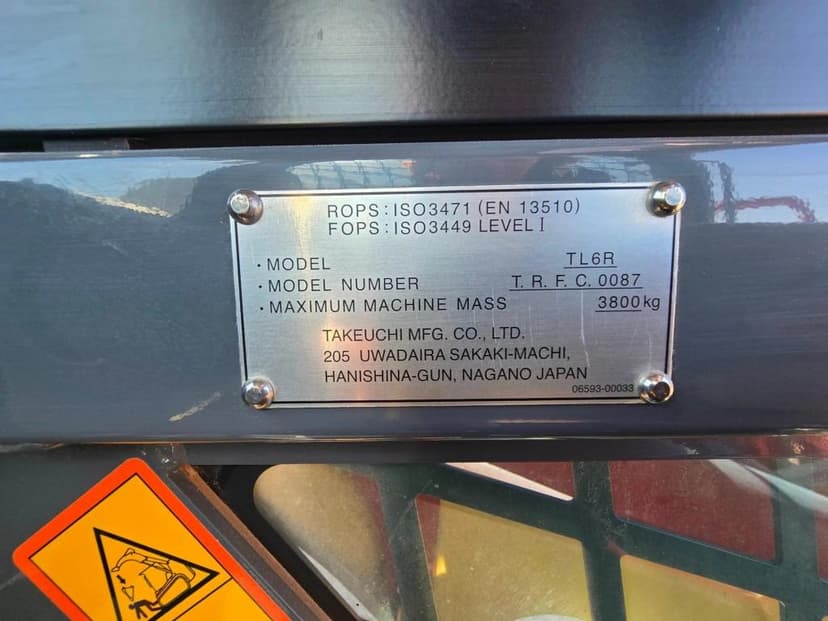 ROPS : ISO3471 (EN 13510)
FOPS : ISO3449 LEVEL I
・MODEL TL6R
・MODEL NUMBER T. R. F. C. 0087
・MAXIMUM MACHINE MASS 3800kg
TAKEUCHI MFG. CO., LTD.
205 UWADAIRA SAKAKI-MACHI,
HANISHINA-GUN, NAGANO JAPAN
06593-00033